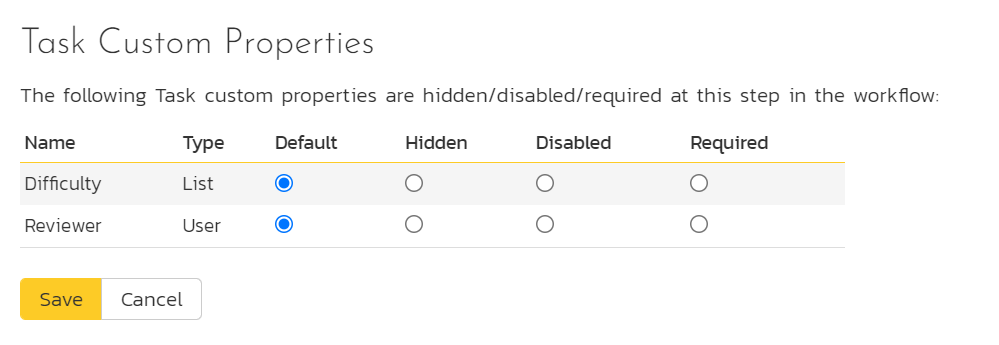 Task Custom Properties
The following Task custom properties are hidden/disabled/required at this step in the workflow:
Name Type Default Hidden Disabled Required
Difficulty List
Reviewer User
Save Cancel